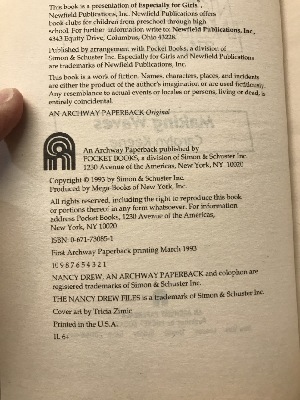 This book is a presentation of Especially for Girls™,
Newfield Publications, Inc. Newfield Publications offers
book clubs for children from preschool through high
school. For further information write to: Newfield Publications, Inc.,
4343 Equity Drive, Columbus, Ohio 43228.
Published by arrangement with Pocket Books, a division of
Simon & Schuster Inc. Especially for Girls and Newfield Publications
are trademarks of Newfield Publications, Inc.
This book is a work of fiction. Names, characters, places, and incidents
are either the product of the author's imagination or are used fictitiously.
Any resemblance to actual events or locales or persons, living or dead, is
entirely coincidental.
AN ARCHWAY PAPERBACK Original
An Archway Paperback published by
POCKET BOOKS, a division of Simon & Schuster Inc.
1230 Avenue of the Americas, New York, NY 10020
Copyright © 1993 by Simon & Schuster Inc.
Produced by Mega-Books of New York, Inc.
All rights reserved, including the right to reproduce this book
or portions thereof in any form whatsoever. For information
address Pocket Books, 1230 Avenue of the Americas,
New York, NY 10020
ISBN: 0-671-73085-1
First Archway Paperback printing March 1993
10 9 8 7 6 5 4 3 2 1
NANCY DREW, AN ARCHWAY PAPERBACK and colophon are
registered trademarks of Simon & Schuster Inc.
THE NANCY DREW FILES is a trademark of Simon & Schuster Inc.
Cover art by Tricia Zimic
Printed in the U.S.A.
IL 6+